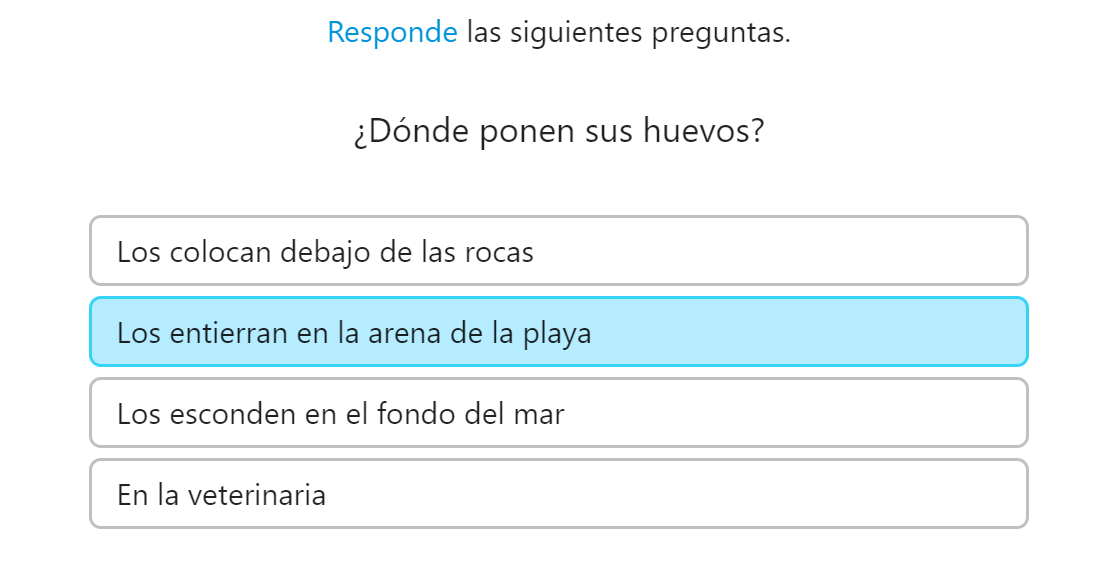 Responde las siguientes preguntas.
¿Dónde ponen sus huevos?
Los colocan debajo de las rocas
Los entierran en la arena de la playa
Los esconden en el fondo del mar
En la veterinaria